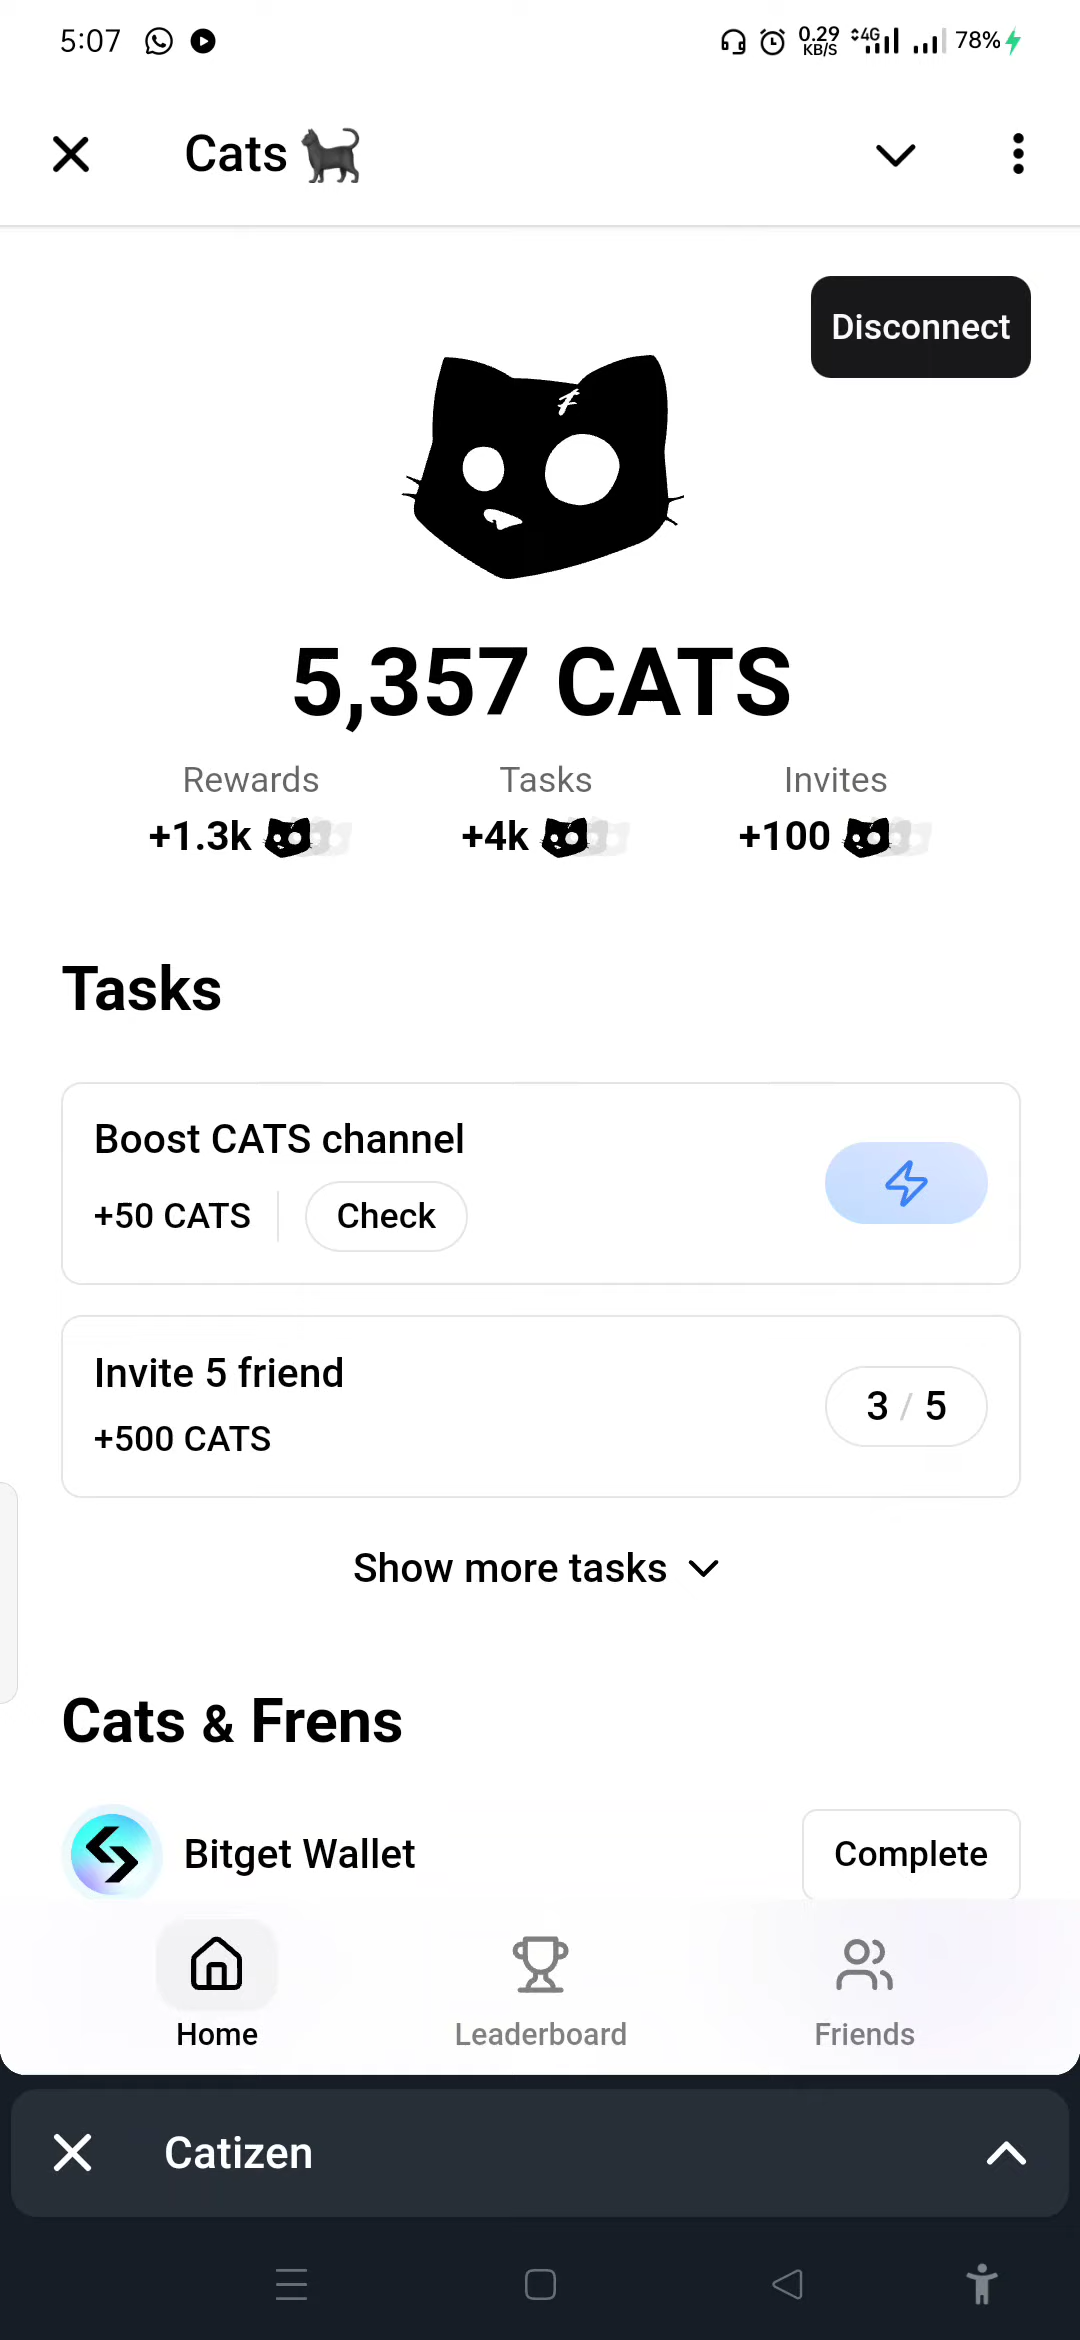 5:07 0.29 KB/S 4G 78%
Cats
Disconnect
5,357 CATS
Rewards Tasks Invites
+1.3k +4k +100
Tasks
Boost CATS channel
+50 CATS Check
Invite 5 friend
+500 CATS
3 / 5
Show more tasks
Cats & Frens
Bitget Wallet Complete
Home Leaderboard Friends
Catizen